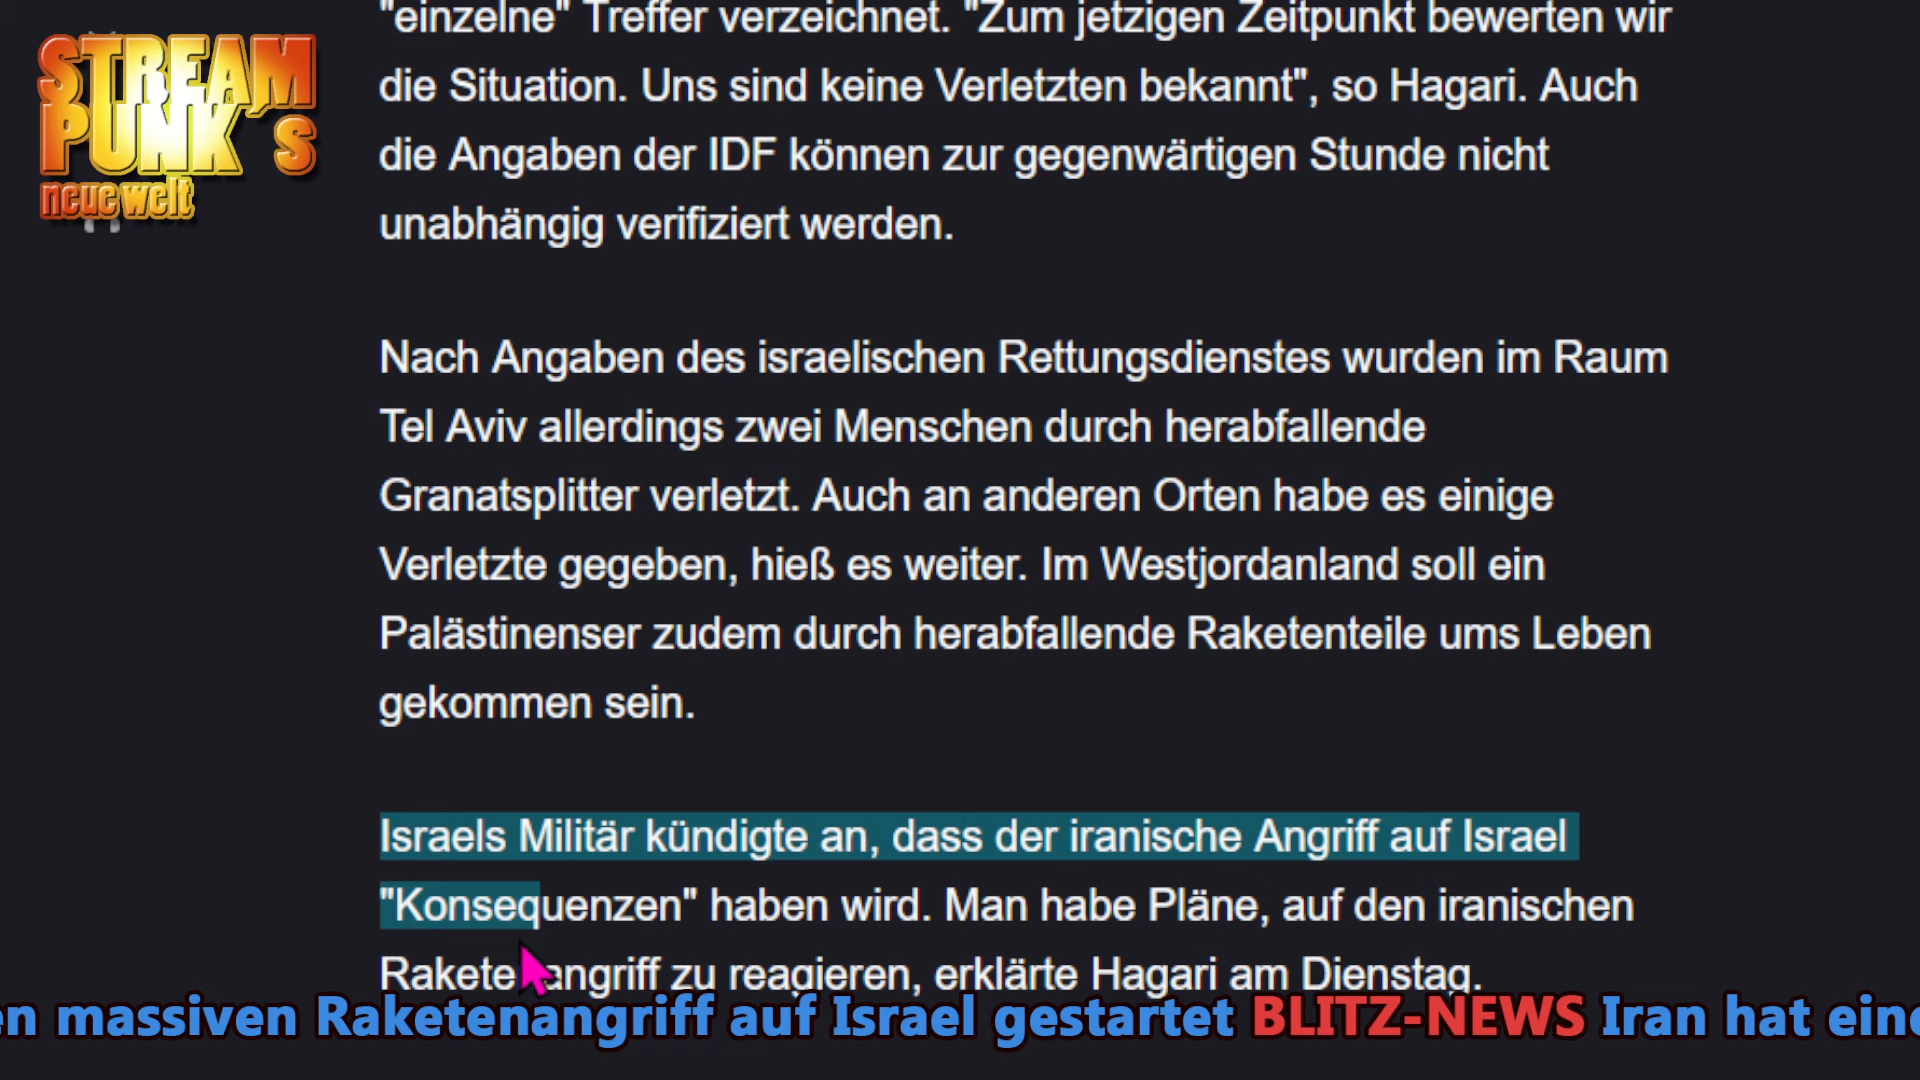 STREAM
PUNK´s
neue welt
"einzelne" Treffer verzeichnet. "Zum jetzigen Zeitpunkt bewerten wir
die Situation. Uns sind keine Verletzten bekannt", so Hagari. Auch
die Angaben der IDF können zur gegenwärtigen Stunde nicht
unabhängig verifiziert werden.
Nach Angaben des israelischen Rettungsdienstes wurden im Raum
Tel Aviv allerdings zwei Menschen durch herabfallende
Granatsplitter verletzt. Auch an anderen Orten habe es einige
Verletzte gegeben, hieß es weiter. Im Westjordanland soll ein
Palästinenser zudem durch herabfallende Raketenteile ums Leben
gekommen sein.
Israels Militär kündigte an, dass der iranische Angriff auf Israel
"Konsequenzen" haben wird. Man habe Pläne, auf den iranischen
Raketenangriff zu reagieren, erklärte Hagari am Dienstag.
en massiven Raketenangriff auf Israel gestartet BLITZ-NEWS Iran hat eine